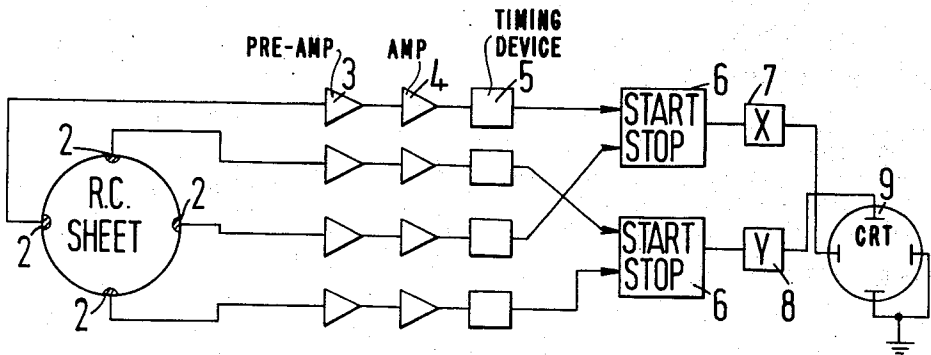 TIMING
DEVICE
PRE-AMP
AMP
3
4
5
6
7
START
STOP
X
2
R.C.
SHEET
2
2
2
9
CRT
START
STOP
6
Y
8